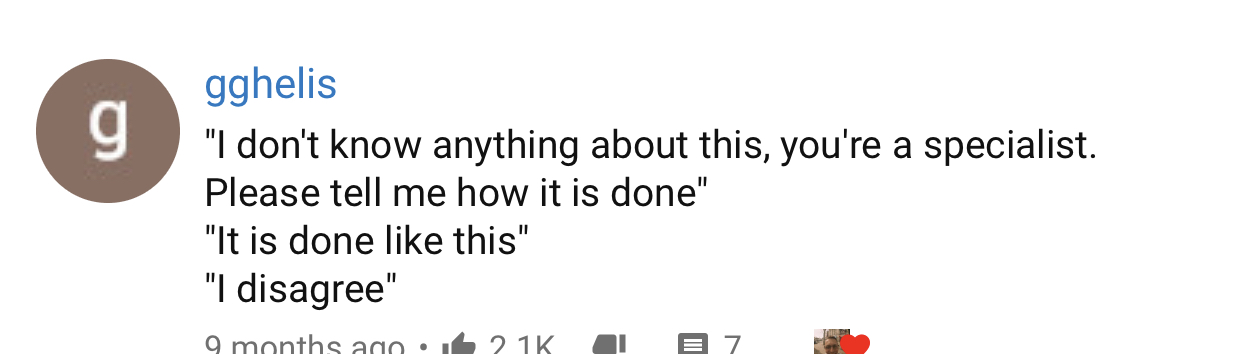 g
gghelis
"I don't know anything about this, you're a specialist.
Please tell me how it is done"
"It is done like this"
"I disagree"
9 months ago • 2.1K 7